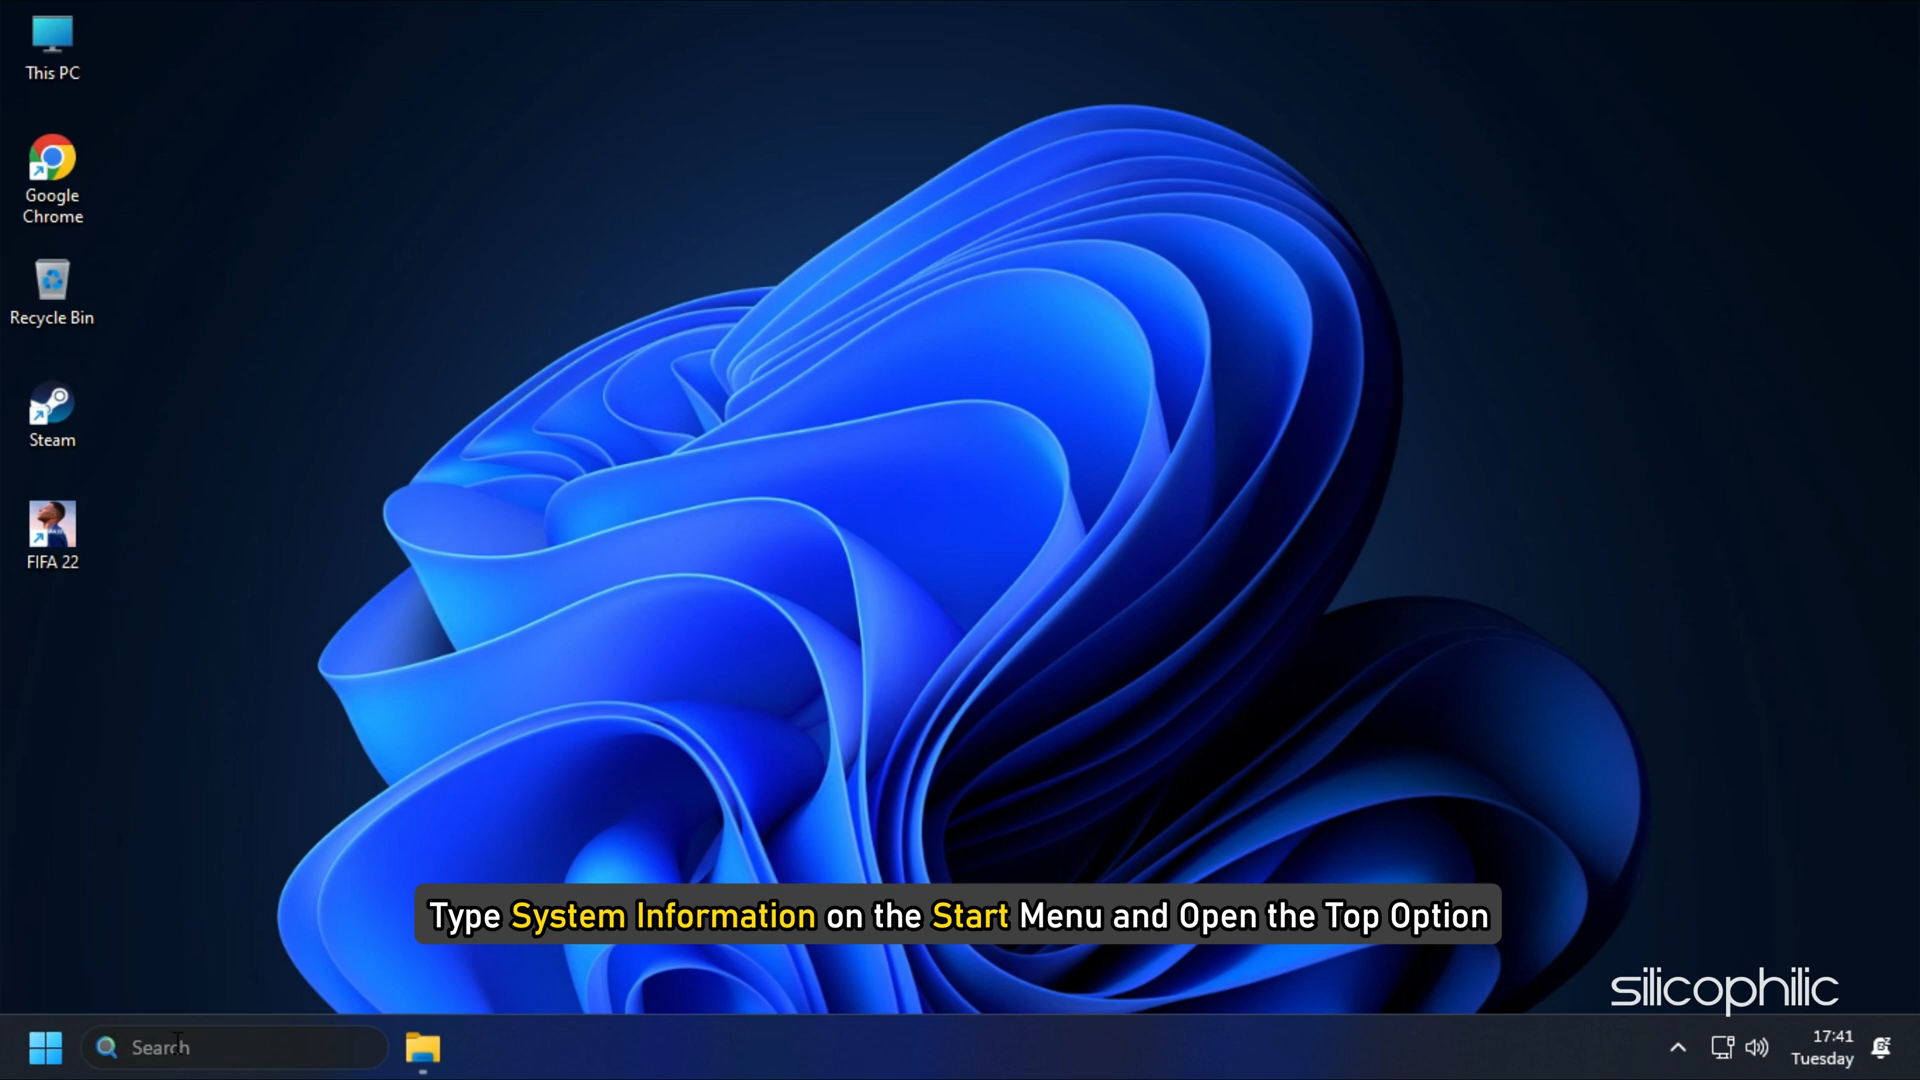 This PC
Google
Chrome
Recycle Bin
Steam
FIFA 22
Type System Information on the Start Menu and Open the Top Option
silicophilic
Search
17:41
Tuesday